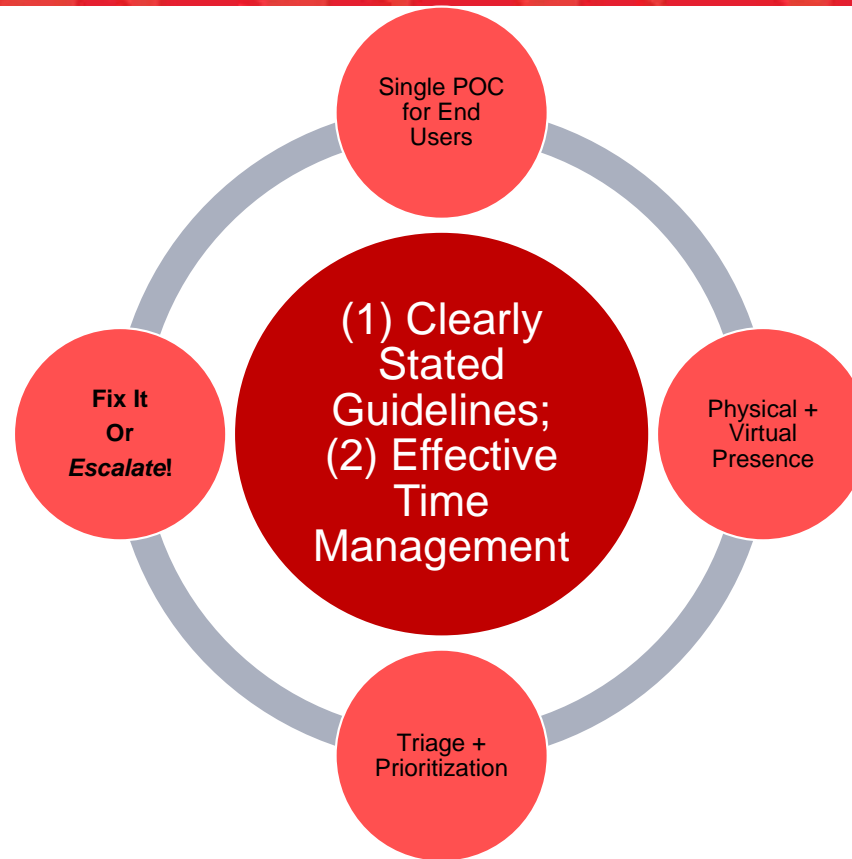 Single POC
for End
Users
(1) Clearly
Stated
Guidelines;
(2) Effective
Time
Management
Fix It
Or
Escalate!
Physical +
Virtual
Presence
Triage +
Prioritization